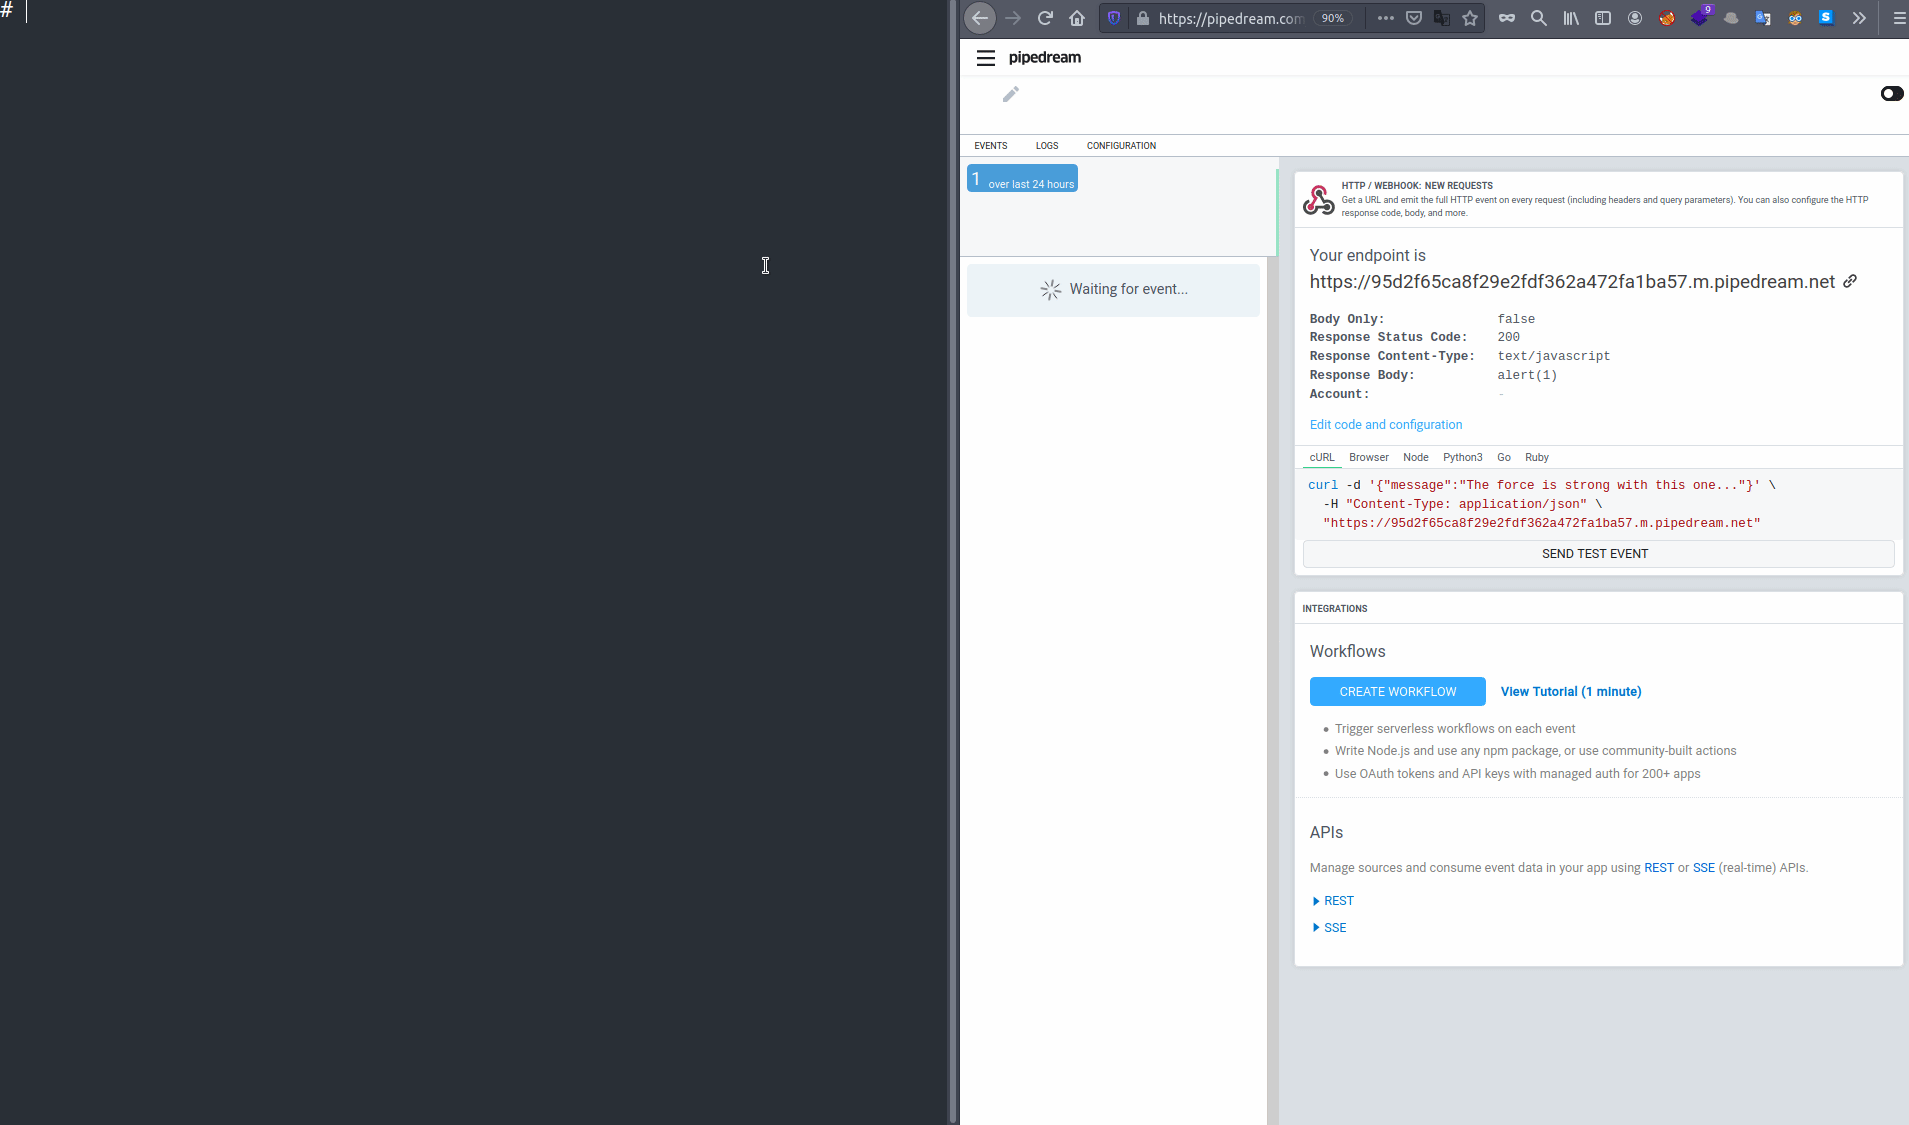 #
https://pipedream.com
90%
9
pipedream
EVENTS LOGS CONFIGURATION
1 over last 24 hours
Waiting for event...
HTTP / WEBHOOK: NEW REQUESTS
Get a URL and emit the full HTTP event on every request (including headers and query parameters). You can also configure the HTTP
response code, body, and more.
Your endpoint is
https://95d2f65ca8f29e2fdf362a472fa1ba57.m.pipedream.net
Body Only: false
Response Status Code: 200
Response Content-Type: text/javascript
Response Body: alert(1)
Account: -
Edit code and configuration
cURL Browser Node Python3 Go Ruby
curl -d '{"message":"The force is strong with this one..."}' \
-H "Content-Type: application/json" \
"https://95d2f65ca8f29e2fdf362a472fa1ba57.m.pipedream.net"
SEND TEST EVENT
INTEGRATIONS
Workflows
CREATE WORKFLOW View Tutorial (1 minute)
• Trigger serverless workflows on each event
• Write Node.js and use any npm package, or use community-built actions
• Use OAuth tokens and API keys with managed auth for 200+ apps
APIs
Manage sources and consume event data in your app using REST or SSE (real-time) APIs.
REST
SSE